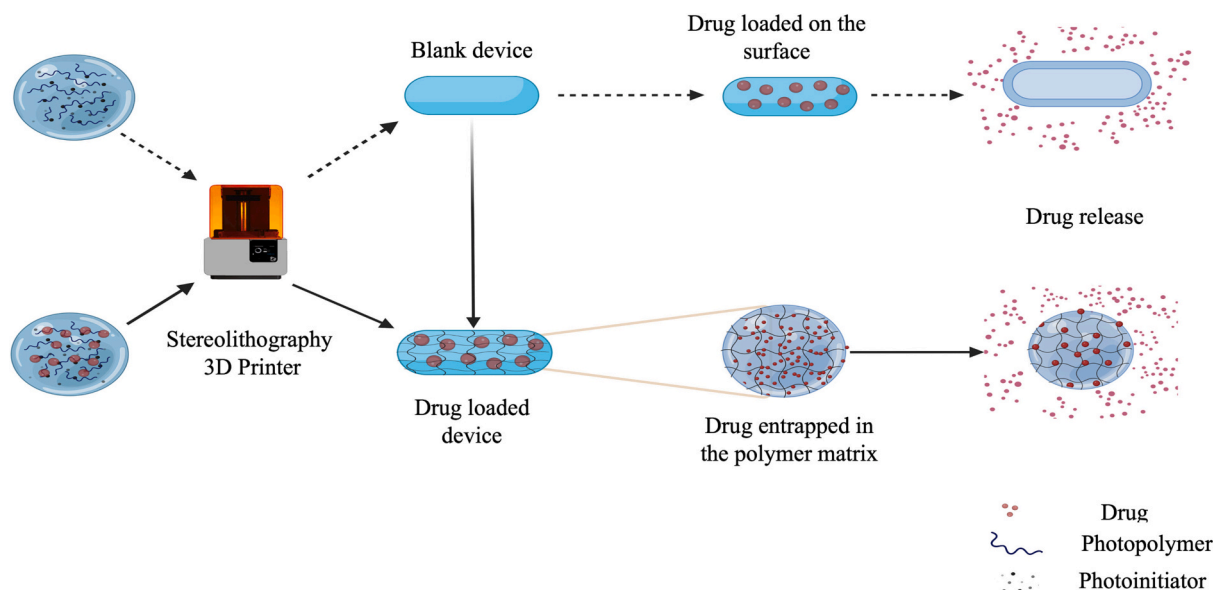 Blank device
Drug loaded on the
surface
Drug release
Stereolithography
3D Printer
Drug loaded
device
Drug entrapped in
the polymer matrix
Drug
Photopolymer
Photoinitiator